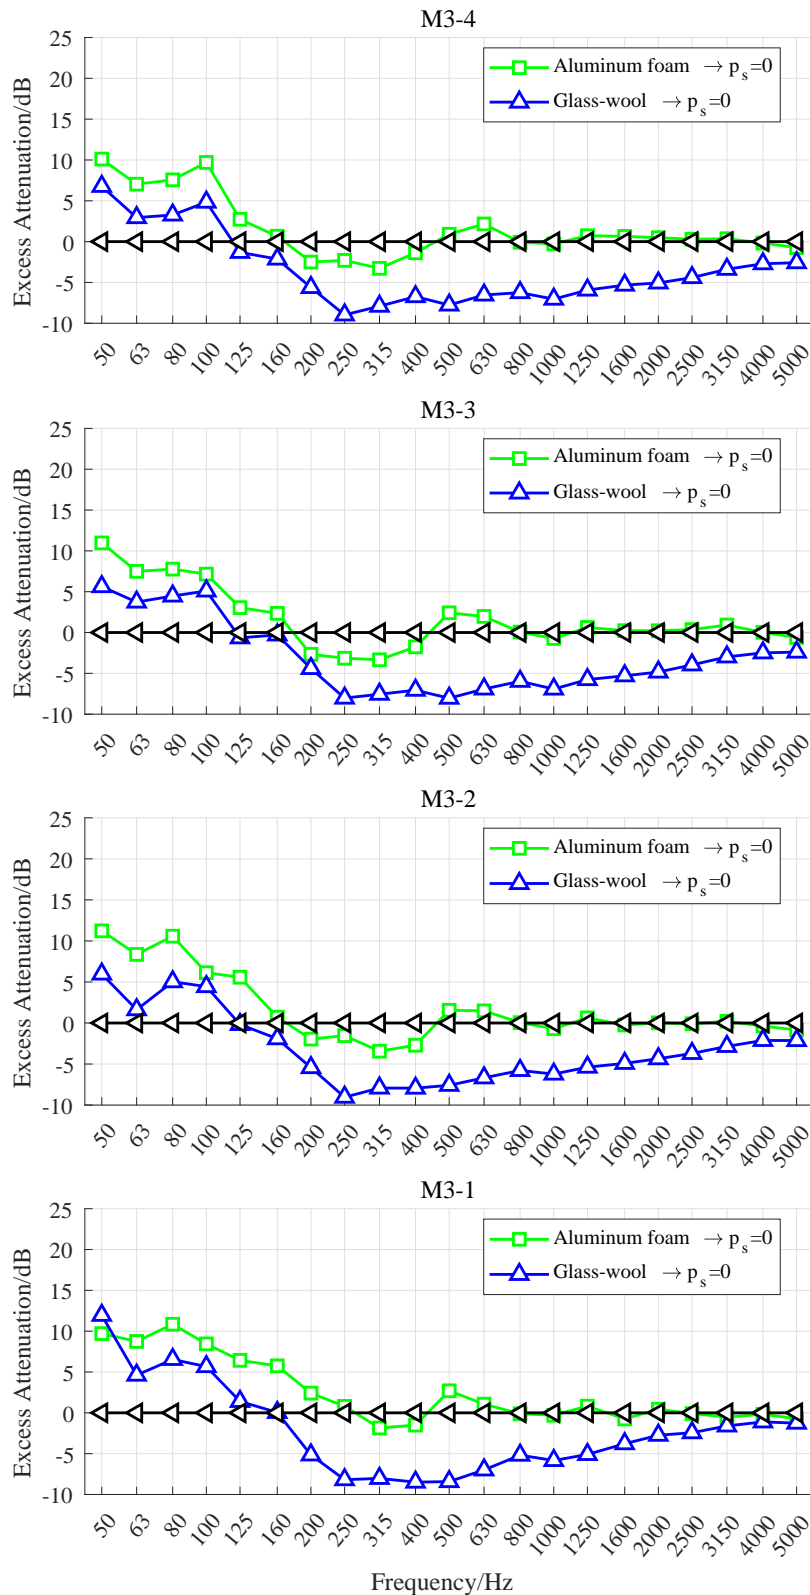 M3-4
Excess Attenuation/dB
25
20
15
10
5
0
-5
-10
Aluminum foam → p_s=0
Glass-wool → p_s=0
50 63 80 100 125 160 200 250 315 400 500 630 800 1000 1250 1600 2000 2500 3150 4000 5000
M3-3
Excess Attenuation/dB
25
20
15
10
5
0
-5
-10
Aluminum foam → p_s=0
Glass-wool → p_s=0
50 63 80 100 125 160 200 250 315 400 500 630 800 1000 1250 1600 2000 2500 3150 4000 5000
M3-2
Excess Attenuation/dB
25
20
15
10
5
0
-5
-10
Aluminum foam → p_s=0
Glass-wool → p_s=0
50 63 80 100 125 160 200 250 315 400 500 630 800 1000 1250 1600 2000 2500 3150 4000 5000
M3-1
Excess Attenuation/dB
25
20
15
10
5
0
-5
-10
Aluminum foam → p_s=0
Glass-wool → p_s=0
50 63 80 100 125 160 200 250 315 400 500 630 800 1000 1250 1600 2000 2500 3150 4000 5000
Frequency/Hz